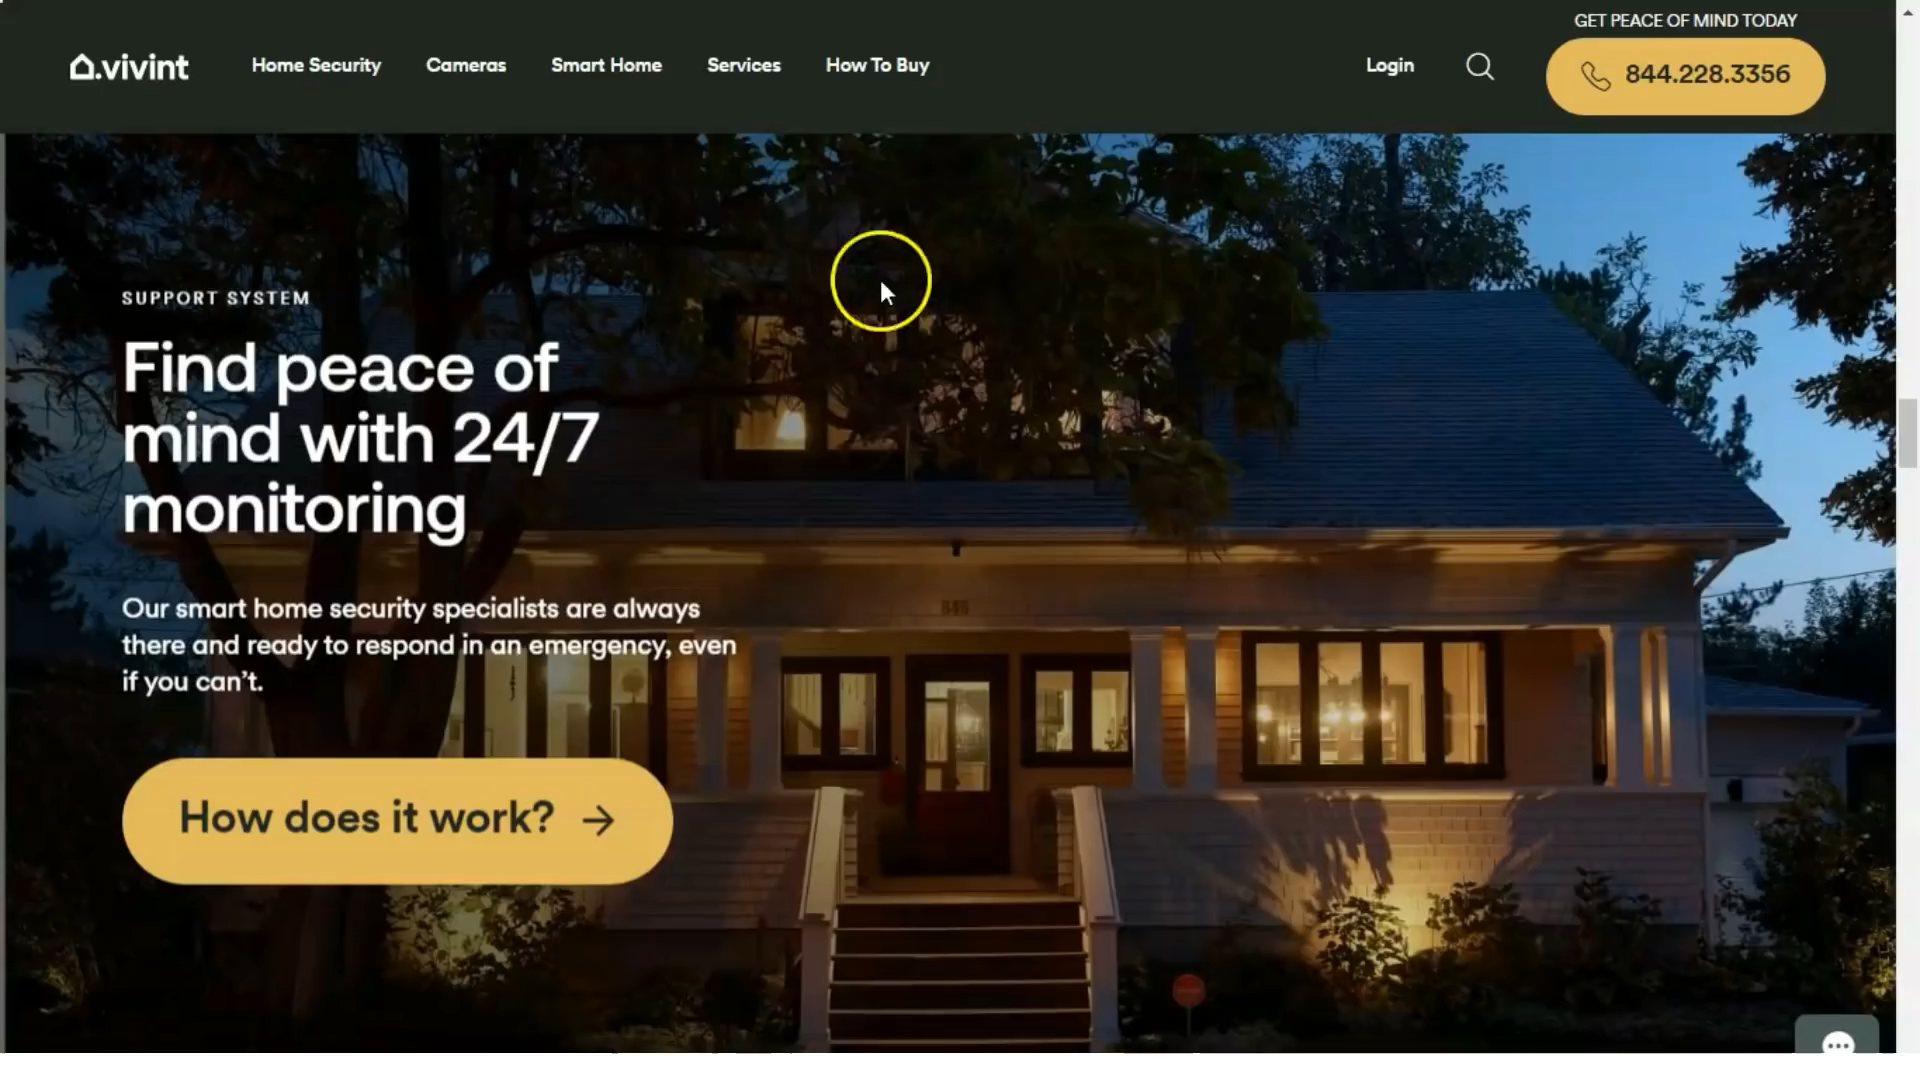 GET PEACE OF MIND TODAY
.vivint
Home Security
Cameras
Smart Home
Services
How To Buy
Login
844.228.3356
SUPPORT SYSTEM
Find peace of
mind with 24/7
monitoring
Our smart home security specialists are always
there and ready to respond in an emergency, even
if you can’t.
How does it work?